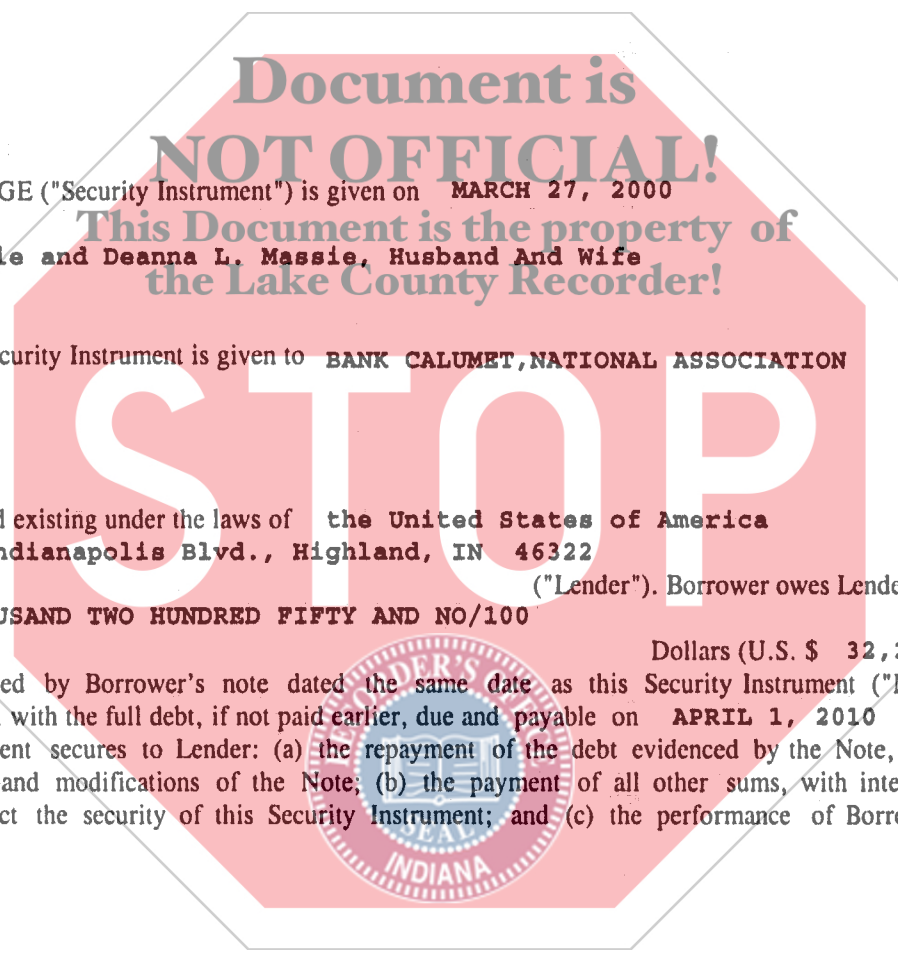 Document is
NOT OFFICIAL!
GE ("Security Instrument") is given on MARCH 27, 2000
This Document is the property of
le and Deanna L. Massie, Husband And Wife
the Lake County Recorder!
curity Instrument is given to BANK CALUMET,NATIONAL ASSOCIATION
STOP
d existing under the laws of the United States of America
ndianapolis Blvd., Highland, IN 46322
("Lender"). Borrower owes Lende
USAND TWO HUNDRED FIFTY AND NO/100
Dollars (U.S. $ 32,2
ed by Borrower's note dated the same date as this Security Instrument ("
with the full debt, if not paid earlier, due and payable on APRIL 1, 2010
ent secures to Lender: (a) the repayment of the debt evidenced by the Note,
and modifications of the Note; (b) the payment of all other sums, with inte
ct the security of this Security Instrument; and (c) the performance of Borr
RECORDER'S OFFICE
SEAL
INDIANA